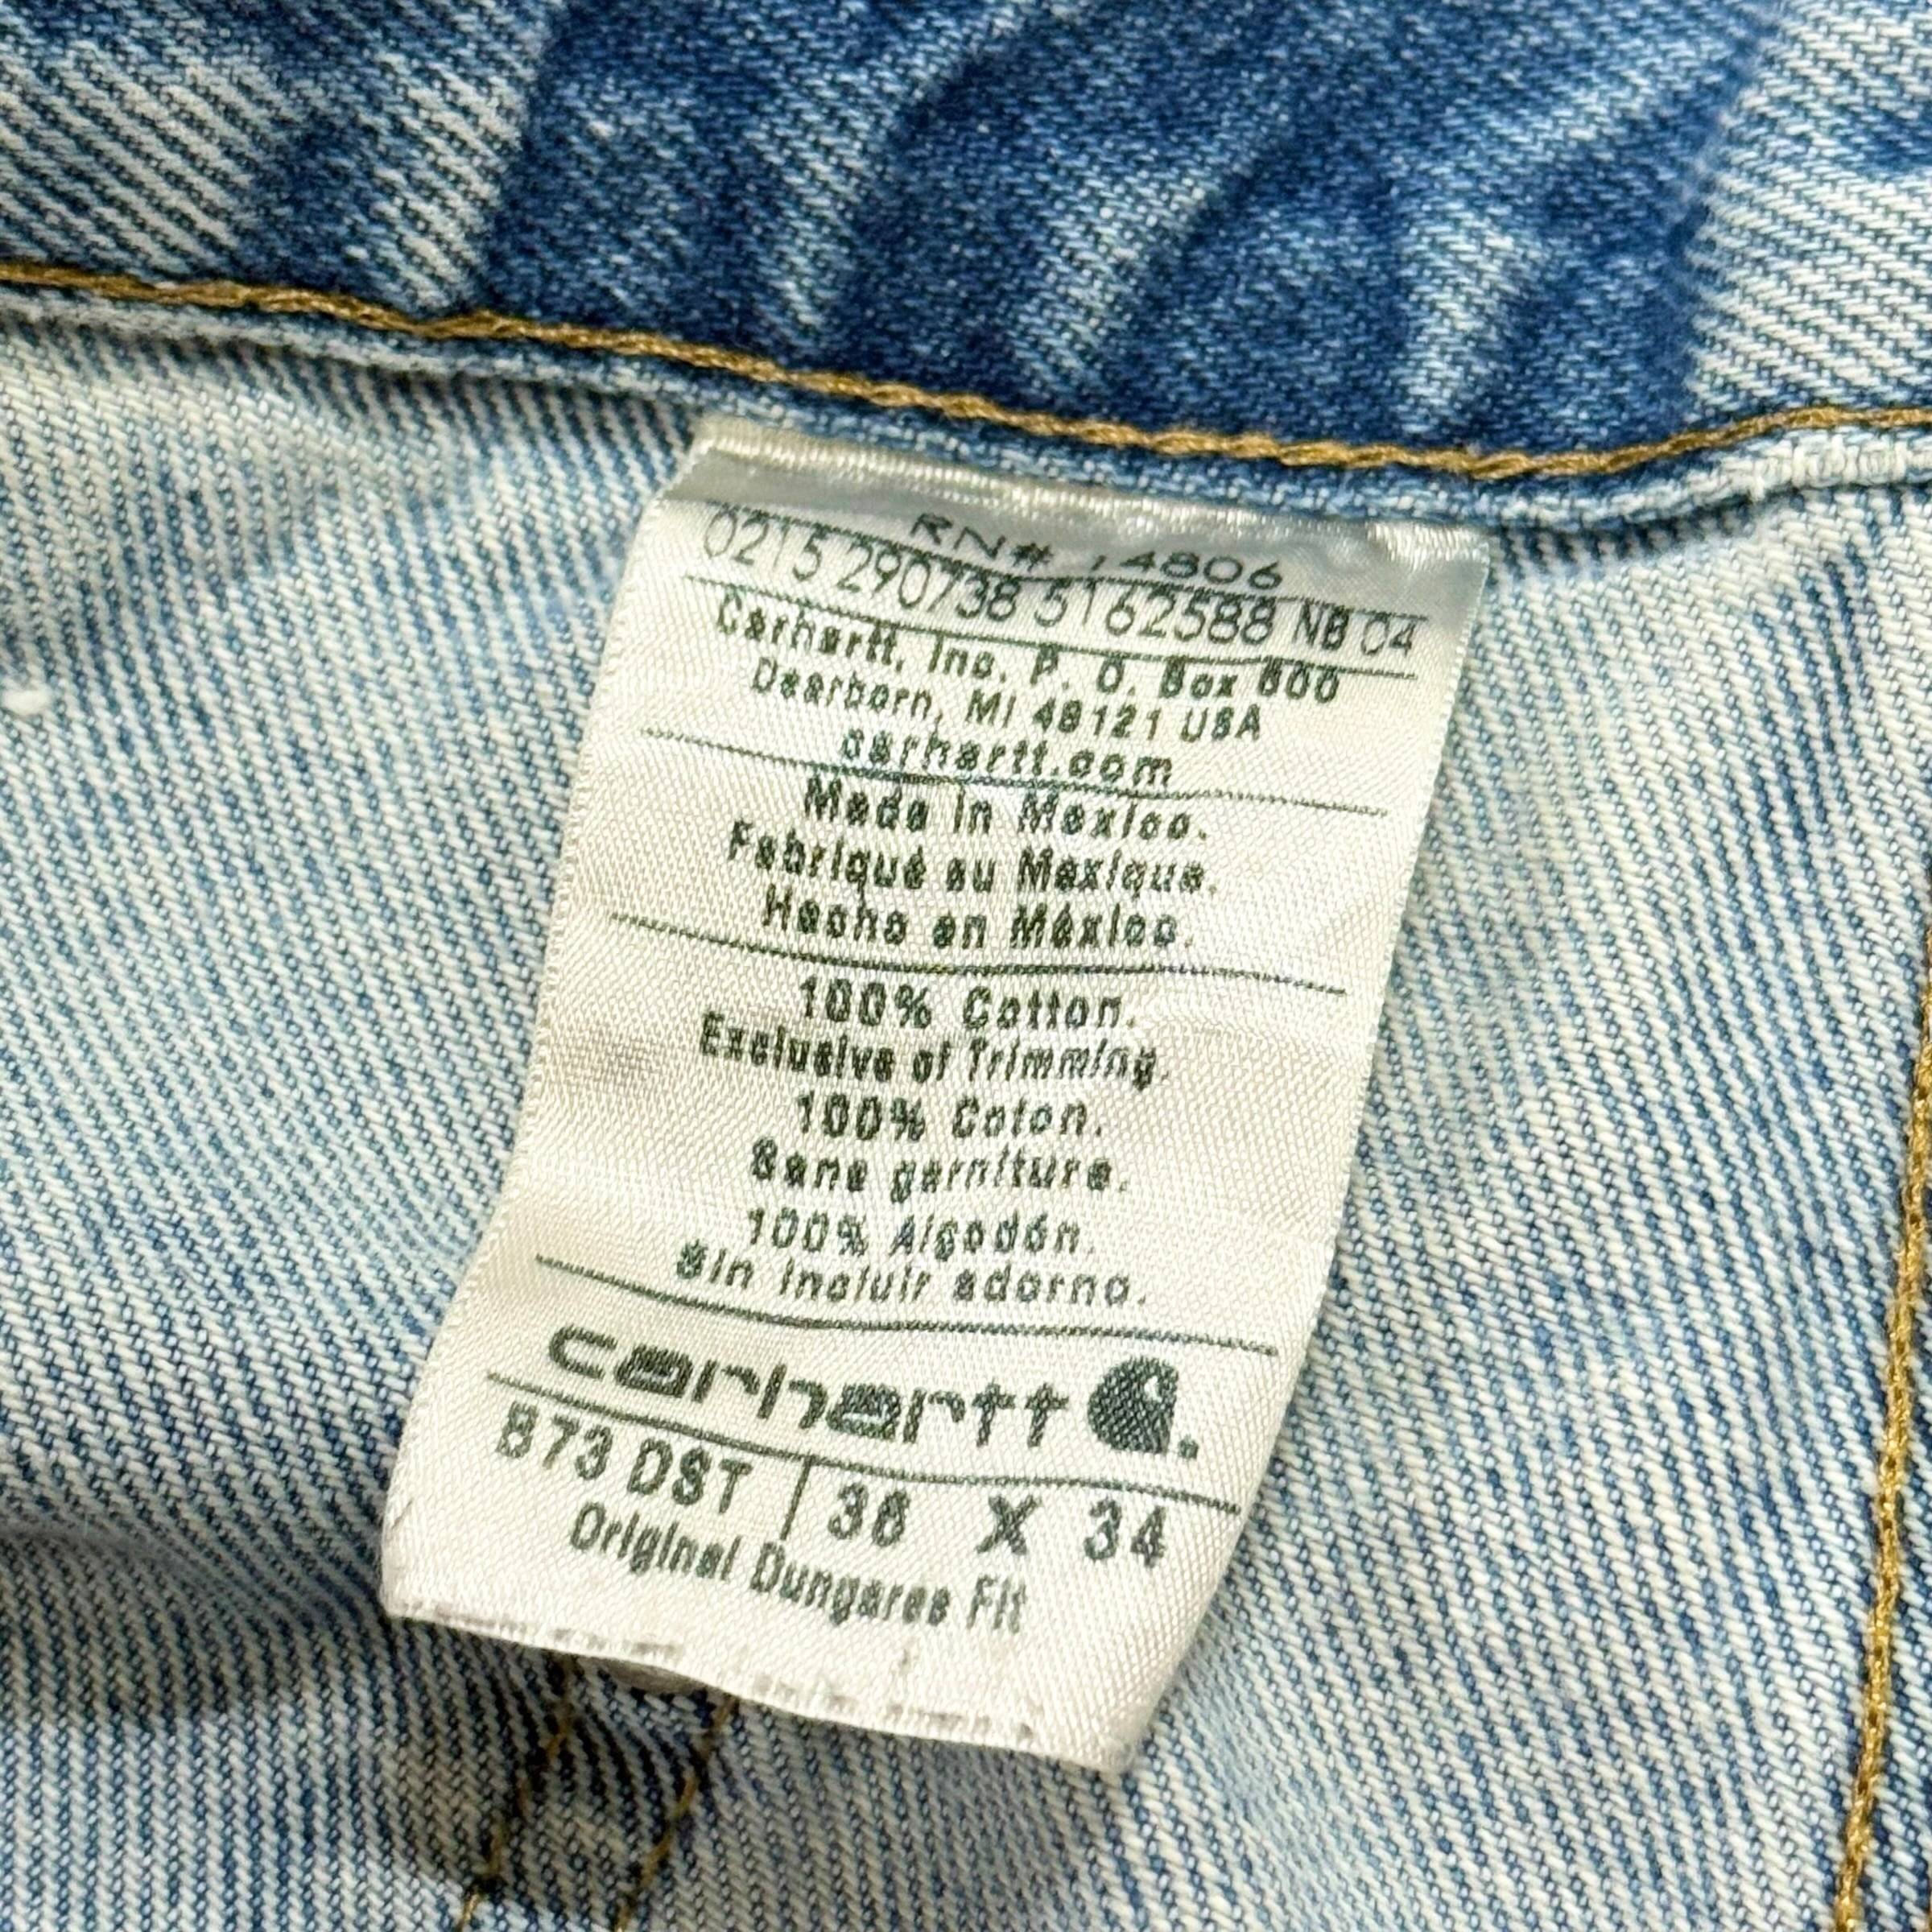 RN# 14806
0215 290738 5162588 NB 04
Carhartt, Inc. P. O. Box 600
Dearborn, MI 48121 USA
carhartt.com
Made in Mexico.
Fabriqué au Mexique.
Hecho en México.
100% Cotton.
Exclusive of Trimming.
100% Coton.
Sans garniture.
100% Algodón.
Sin incluir adorno.
carhartt
B73 DST 36 X 34
Original Dungaree Fit